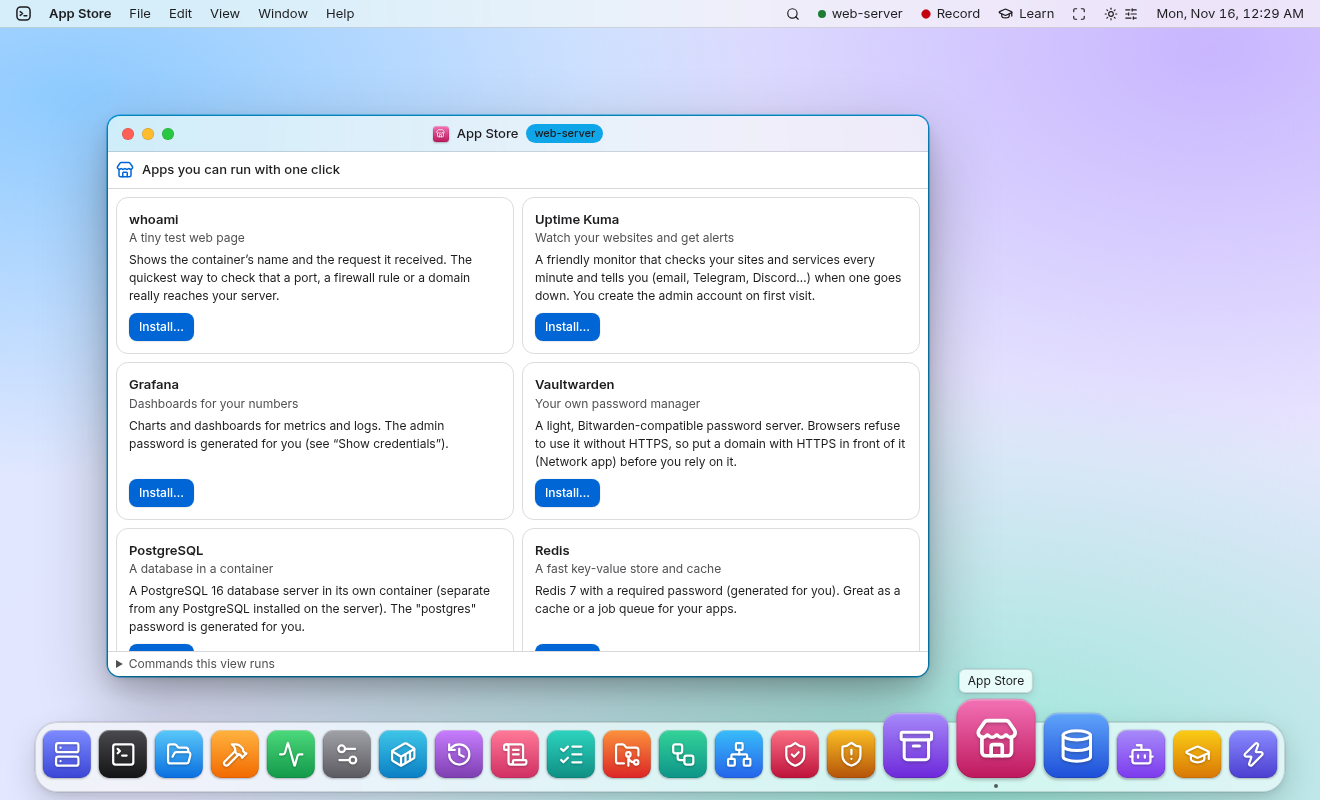 App Store File Edit View Window Help web-server Record Learn Mon, Nov 16, 12:29 AM
App Store web-server
Apps you can run with one click
whoami
A tiny test web page
Shows the container’s name and the request it received. The
quickest way to check that a port, a firewall rule or a domain
really reaches your server.
Install…
Uptime Kuma
Watch your websites and get alerts
A friendly monitor that checks your sites and services every
minute and tells you (email, Telegram, Discord…) when one goes
down. You create the admin account on first visit.
Install…
Grafana
Dashboards for your numbers
Charts and dashboards for metrics and logs. The admin
password is generated for you (see “Show credentials”).
Install…
Vaultwarden
Your own password manager
A light, Bitwarden-compatible password server. Browsers refuse
to use it without HTTPS, so put a domain with HTTPS in front of it
(Network app) before you rely on it.
Install…
PostgreSQL
A database in a container
A PostgreSQL 16 database server in its own container (separate
from any PostgreSQL installed on the server). The "postgres"
password is generated for you.
Redis
A fast key-value store and cache
Redis 7 with a required password (generated for you). Great as a
cache or a job queue for your apps.
Commands this view runs
App Store